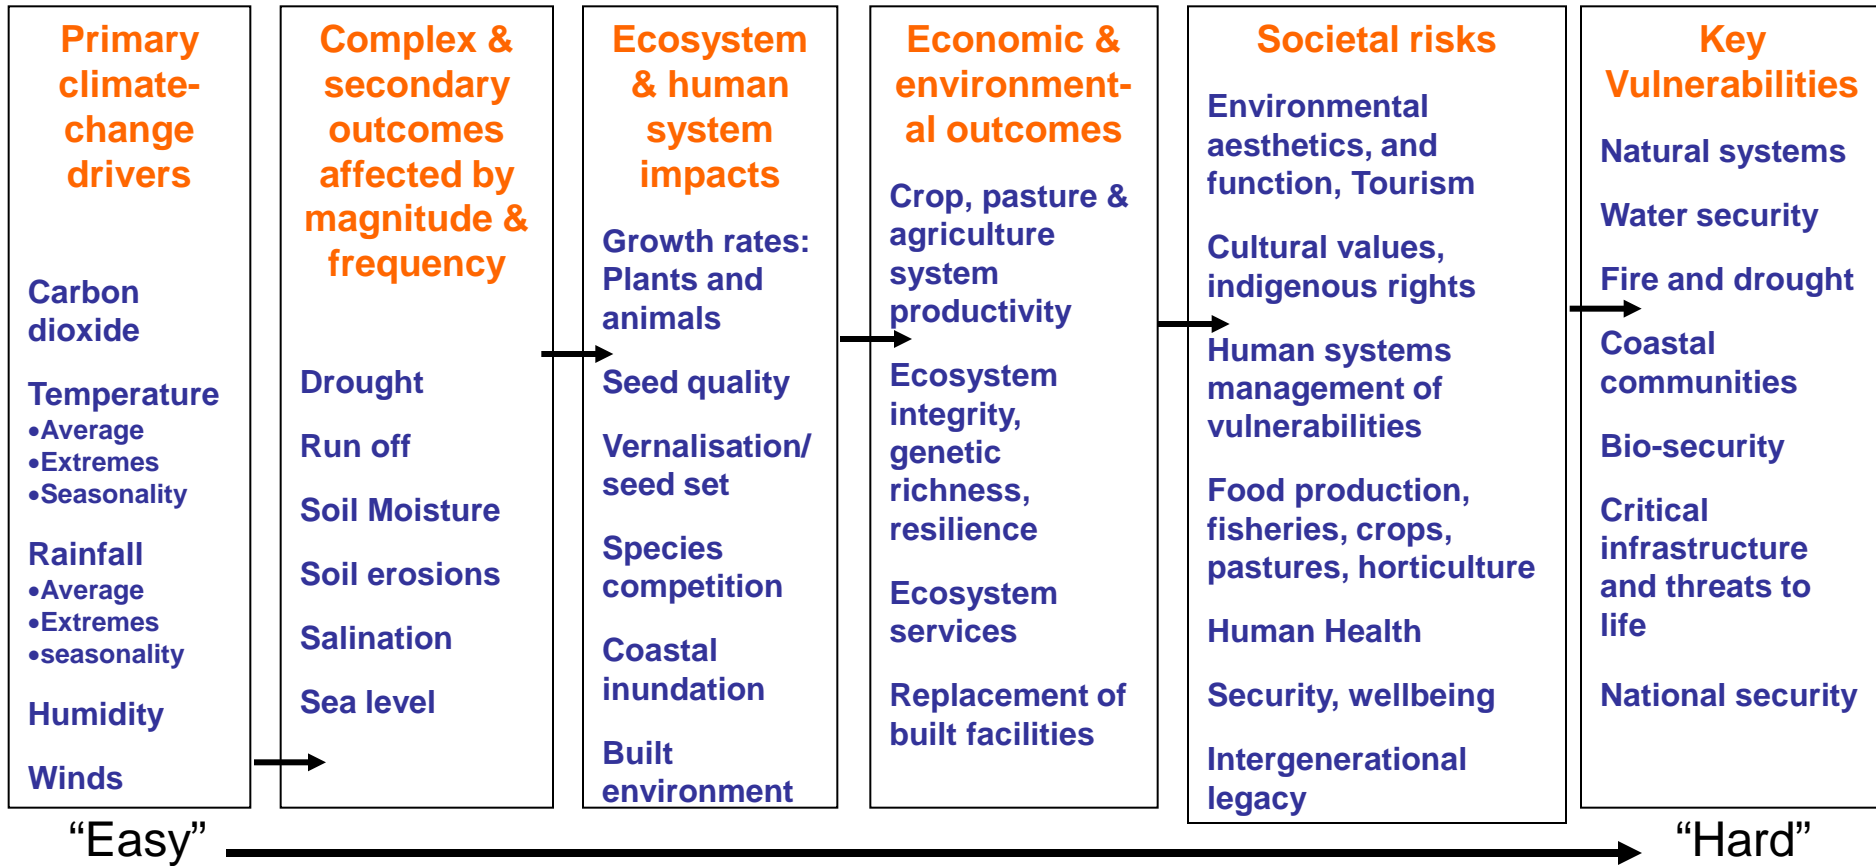 Primary
climate-
change
drivers
Carbon
dioxide
Temperature
•Average
•Extremes
•Seasonality
Rainfall
•Average
•Extremes
•seasonality
Humidity
Winds
Complex &
secondary
outcomes
affected by
magnitude &
frequency
Drought
Run off
Soil Moisture
Soil erosions
Salination
Sea level
Ecosystem
& human
system
impacts
Growth rates:
Plants and
animals
Seed quality
Vernalisation/
seed set
Species
competition
Coastal
inundation
Built
environment
Economic &
environment-
al outcomes
Crop, pasture &
agriculture
system
productivity
Ecosystem
integrity,
genetic
richness,
resilience
Ecosystem
services
Replacement of
built facilities
Societal risks
Environmental
aesthetics, and
function, Tourism
Cultural values,
indigenous rights
Human systems
management of
vulnerabilities
Food production,
fisheries, crops,
pastures, horticulture
Human Health
Security, wellbeing
Intergenerational
legacy
Key
Vulnerabilities
Natural systems
Water security
Fire and drought
Coastal
communities
Bio-security
Critical
infrastructure
and threats to
life
National security
“Easy”
“Hard”